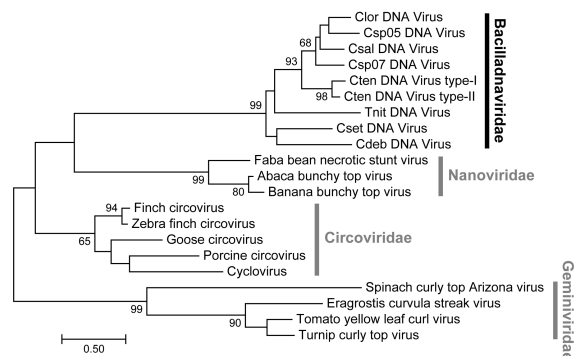 Clor DNA Virus
Csp05 DNA Virus
68
Csal DNA Virus
93
Csp07 DNA Virus
Cten DNA Virus type-I
98
Cten DNA Virus type-II
99
Tnit DNA Virus
Cset DNA Virus
Cdeb DNA Virus
Bacilladnaviridae
Faba bean necrotic stunt virus
99
Abaca bunchy top virus
80
Banana bunchy top virus
Nanoviridae
94
Finch circovirus
Zebra finch circovirus
65
Goose circovirus
Porcine circovirus
Cyclovirus
Circoviridae
Spinach curly top Arizona virus
99
Eragrostis curvula streak virus
90
Tomato yellow leaf curl virus
Turnip curly top virus
Geminiviridae
0.50